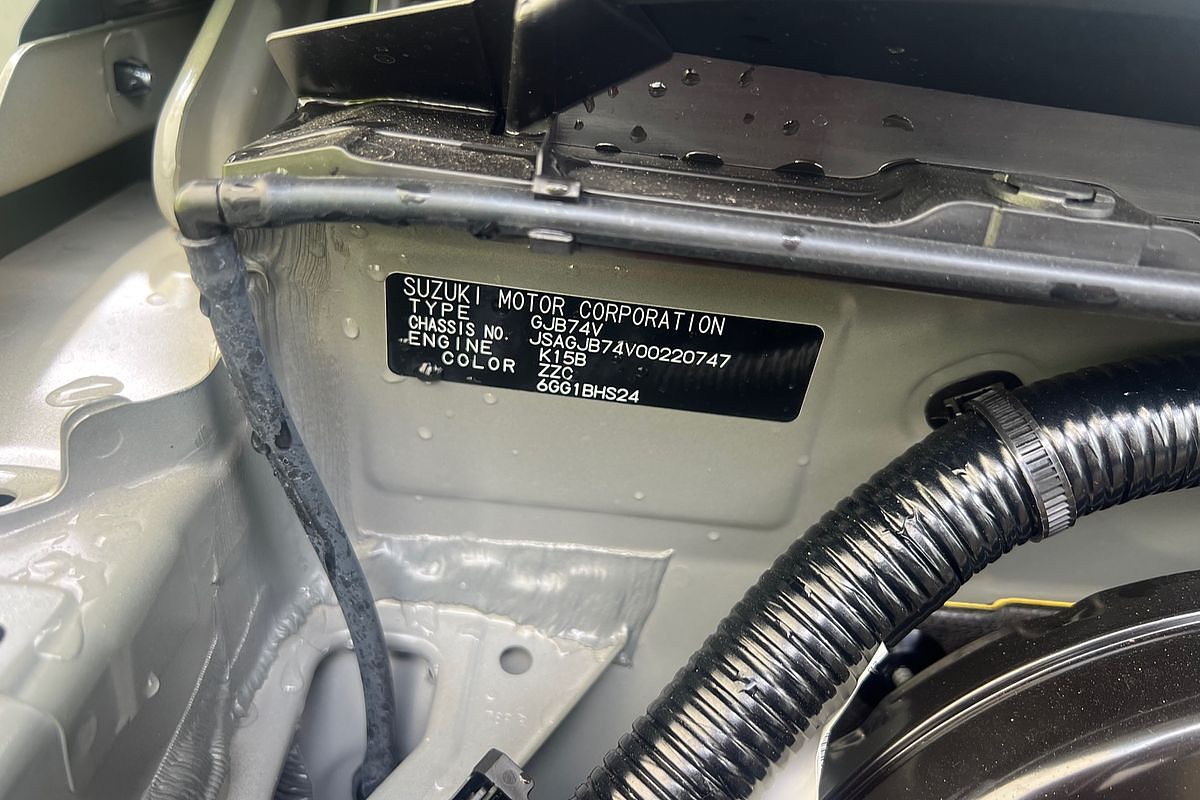 SUZUKI MOTOR CORPORATION
TYPE GJB74V
CHASSIS NO. JSAGJB74V00220747
ENGINE K15B
COLOR ZZC
6GG1BHS24